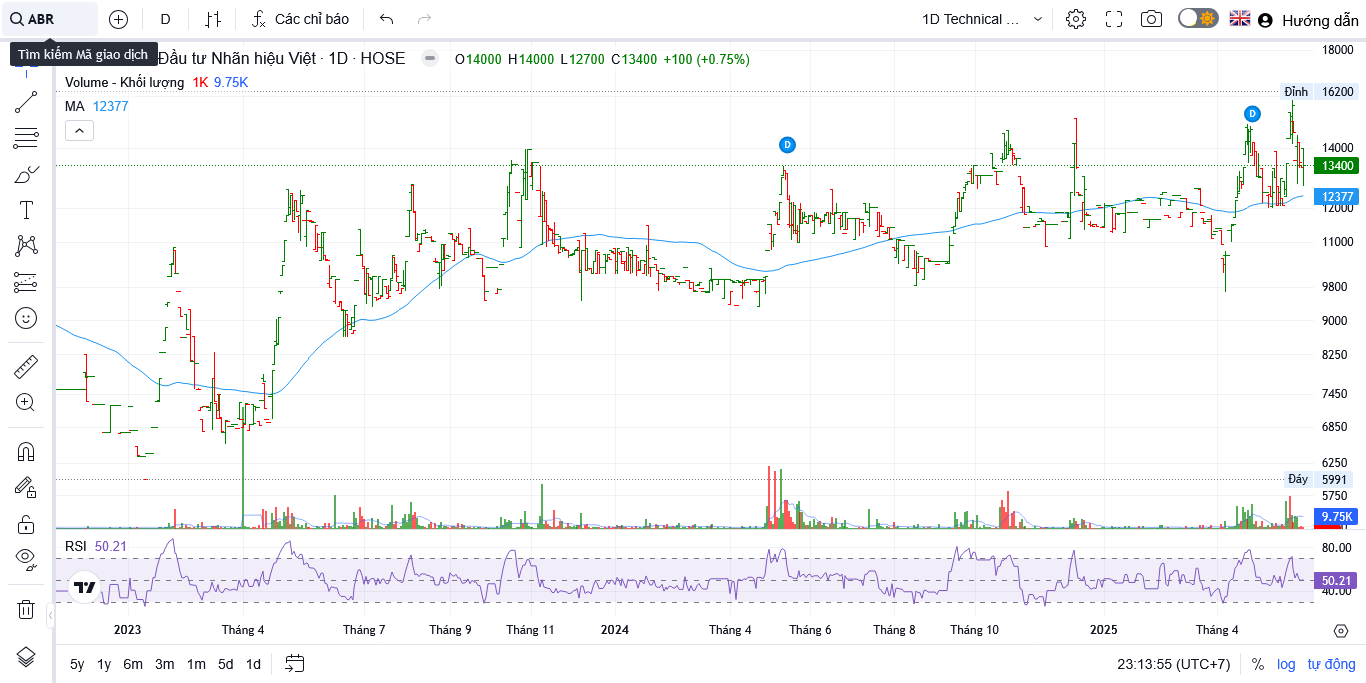 ABR
D
Các chỉ báo
1D Technical ...
Hướng dẫn
Tìm kiếm Mã giao dịch
Đầu tư Nhãn hiệu Việt · 1D · HOSE
O14000 H14000 L12700 C13400 +100 (+0.75%)
Volume - Khối lượng 1K 9.75K
MA 12377
D
D
18000
Đỉnh 16200
14000
13400
12377
12000
11000
9800
9000
8250
7450
6850
6250
Đáy 5991
5750
9.75K
RSI 50.21
80.00
50.21
40.00
2023 Tháng 4 Tháng 7 Tháng 9 Tháng 11 2024 Tháng 4 Tháng 6 Tháng 8 Tháng 10 2025 Tháng 4
5y 1y 6m 3m 1m 5d 1d
23:13:55 (UTC+7) % log tự động